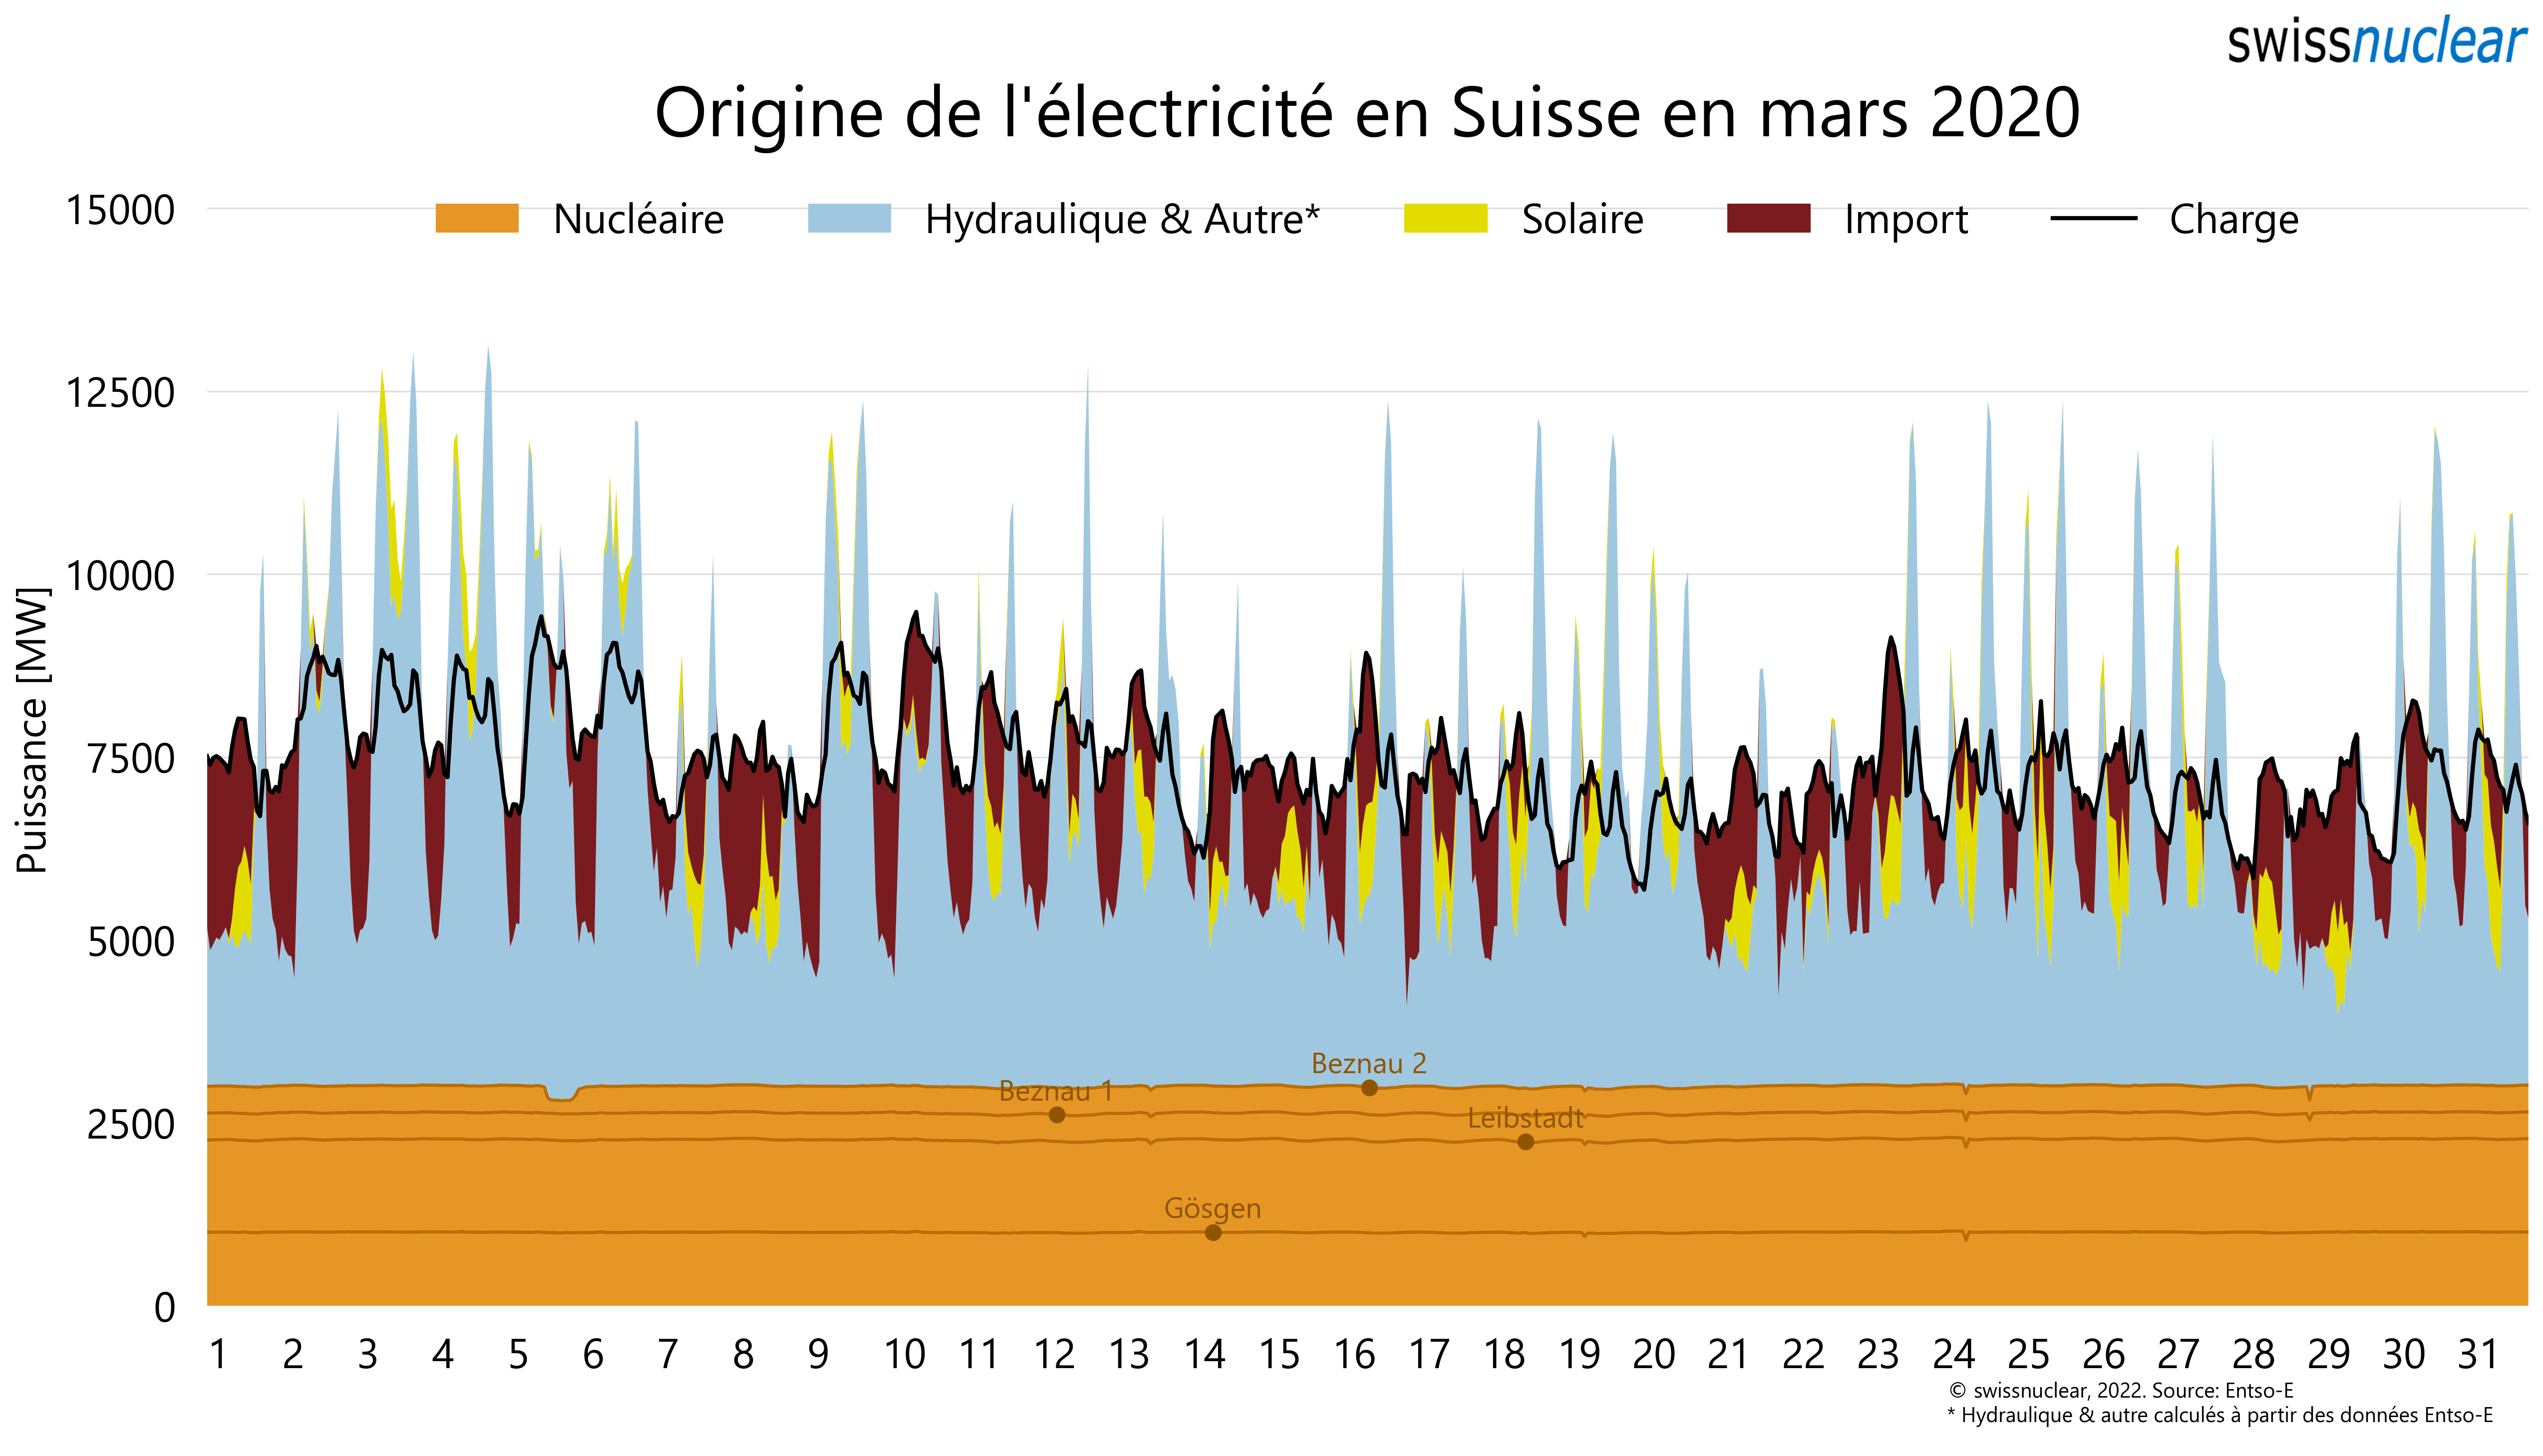 swissnuclear
Origine de l'électricité en Suisse en mars 2020
Nucléaire Hydraulique & Autre* Solaire Import Charge
Puissance [MW]
15000
12500
10000
7500
5000
2500
0
Beznau 2
Beznau 1
Leibstadt
Gösgen
1 2 3 4 5 6 7 8 9 10 11 12 13 14 15 16 17 18 19 20 21 22 23 24 25 26 27 28 29 30 31
© swissnuclear, 2022. Source: Entso-E
* Hydraulique & autre calculés à partir des données Entso-E